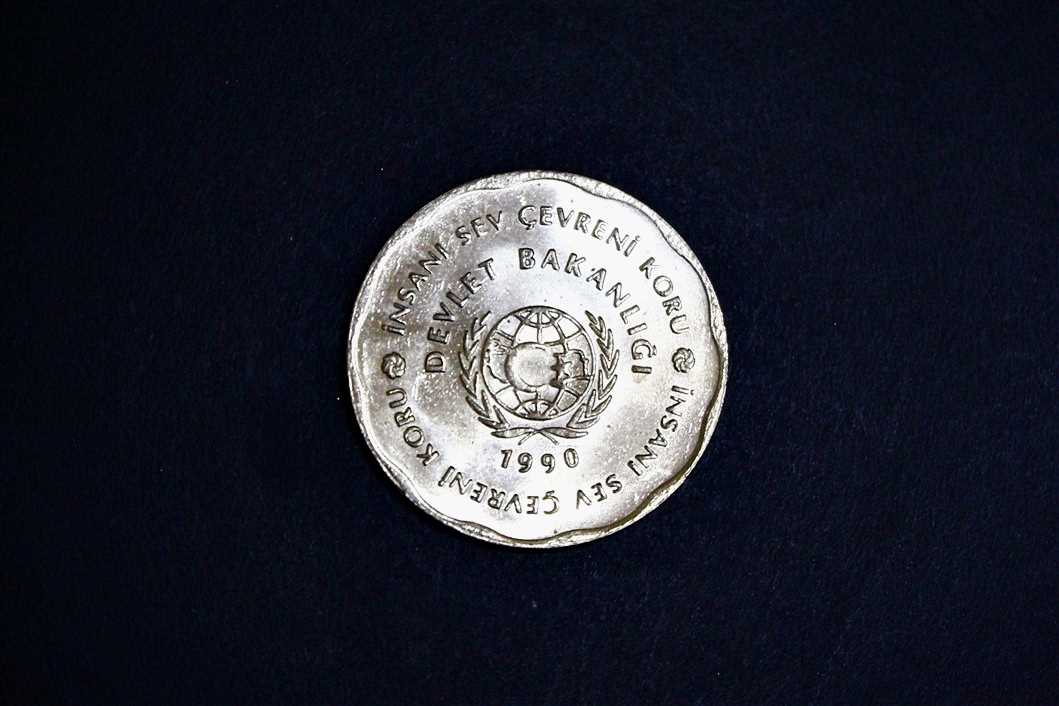 İNSANI SEV ÇEVRENİ KORU
İNSANI SEV ÇEVRENİ KORU
DEVLET BAKANLIĞI
1990